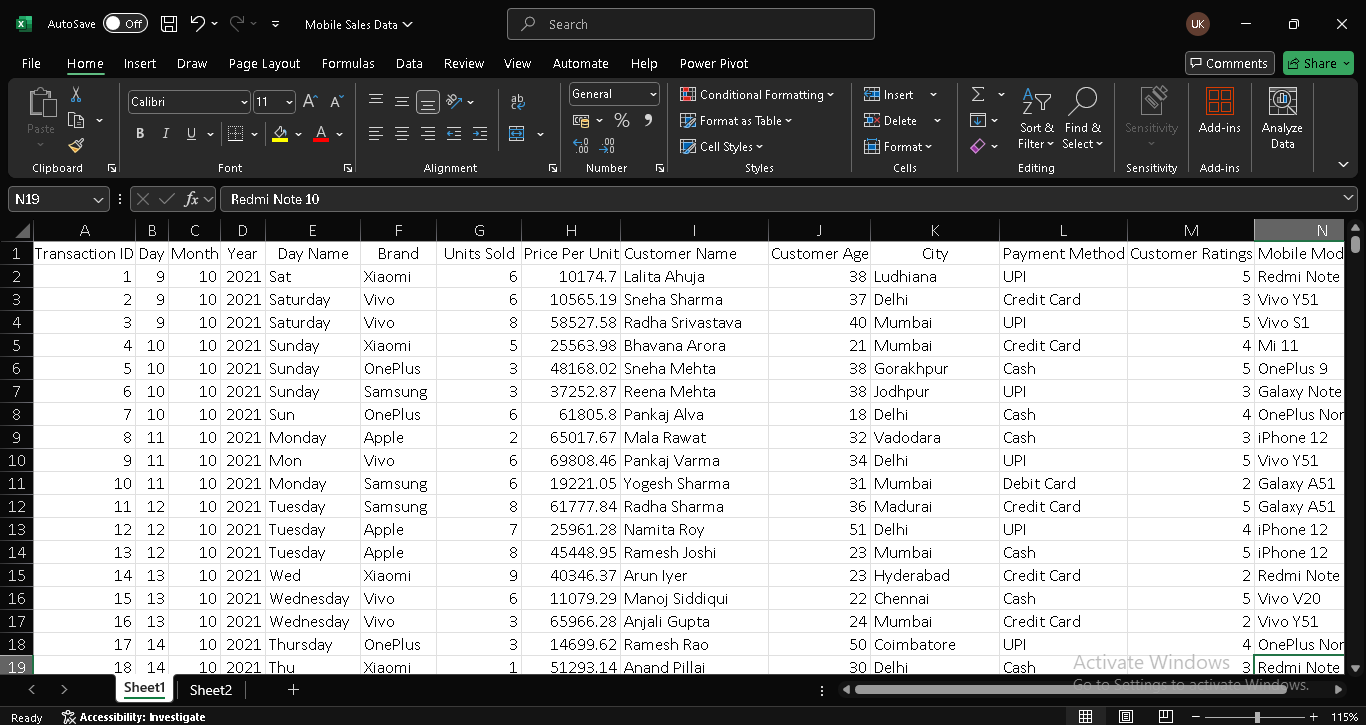 AutoSave Off Mobile Sales Data Search UK
File Home Insert Draw Page Layout Formulas Data Review View Automate Help Power Pivot Comments Share
Calibri 11 General Conditional Formatting Insert
Paste B I U A % Format as Table Delete Sort & Filter Find & Select Sensitivity Add-ins Analyze Data
Cell Styles Format
Clipboard Font Alignment Number Styles Cells Editing Sensitivity Add-ins
N19 fx Redmi Note 10
A B C D E F G H I J K L M N
1 Transaction ID Day Month Year Day Name Brand Units Sold Price Per Unit Customer Name Customer Age City Payment Method Customer Ratings Mobile Mod
2 1 9 10 2021 Sat Xiaomi 6 10174.7 Lalita Ahuja 38 Ludhiana UPI 5 Redmi Note
3 2 9 10 2021 Saturday Vivo 6 10565.19 Sneha Sharma 37 Delhi Credit Card 3 Vivo Y51
4 3 9 10 2021 Saturday Vivo 8 58527.58 Radha Srivastava 40 Mumbai UPI 5 Vivo S1
5 4 10 10 2021 Sunday Xiaomi 5 25563.98 Bhavana Arora 21 Mumbai Credit Card 4 Mi 11
6 5 10 10 2021 Sunday OnePlus 3 48168.02 Sneha Mehta 38 Gorakhpur Cash 5 OnePlus 9
7 6 10 10 2021 Sunday Samsung 3 37252.87 Reena Mehta 38 Jodhpur UPI 3 Galaxy Note
8 7 10 10 2021 Sun OnePlus 6 61805.8 Pankaj Alva 18 Delhi Cash 4 OnePlus Nor
9 8 11 10 2021 Monday Apple 2 65017.67 Mala Rawat 32 Vadodara Cash 3 iPhone 12
10 9 11 10 2021 Mon Vivo 6 69808.46 Pankaj Varma 34 Delhi UPI 5 Vivo Y51
11 10 11 10 2021 Monday Samsung 6 19221.05 Yogesh Sharma 31 Mumbai Debit Card 2 Galaxy A51
12 11 12 10 2021 Tuesday Samsung 8 61777.84 Radha Sharma 36 Madurai Credit Card 5 Galaxy A51
13 12 12 10 2021 Tuesday Apple 7 25961.28 Namita Roy 51 Delhi UPI 4 iPhone 12
14 13 12 10 2021 Tuesday Apple 8 45448.95 Ramesh Joshi 23 Mumbai Cash 5 iPhone 12
15 14 13 10 2021 Wed Xiaomi 9 40346.37 Arun Iyer 23 Hyderabad Credit Card 2 Redmi Note
16 15 13 10 2021 Wednesday Vivo 6 11079.29 Manoj Siddiqui 22 Chennai Cash 5 Vivo V20
17 16 13 10 2021 Wednesday Vivo 3 65966.28 Anjali Gupta 24 Mumbai Credit Card 2 Vivo Y51
18 17 14 10 2021 Thursday OnePlus 3 14699.62 Ramesh Rao 50 Coimbatore UPI 4 OnePlus Nor
19 18 14 10 2021 Thu Xiaomi 1 51293.14 Anand Pillai 30 Delhi Cash 3 Redmi Note
Activate Windows
Go to Settings to activate Windows.
Sheet1 Sheet2
Ready Accessibility: Investigate 115%